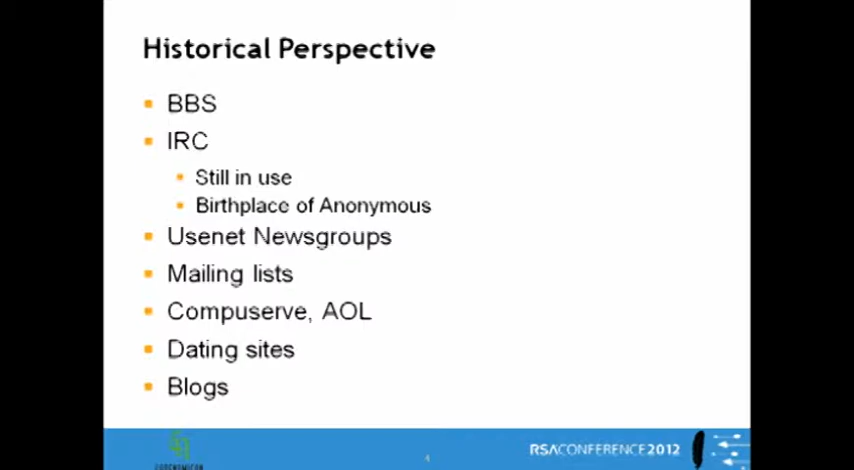 Historical Perspective
BBS
IRC
Still in use
Birthplace of Anonymous
Usenet Newsgroups
Mailing lists
Compuserve, AOL
Dating sites
Blogs
4
RSACONFERENCE2012